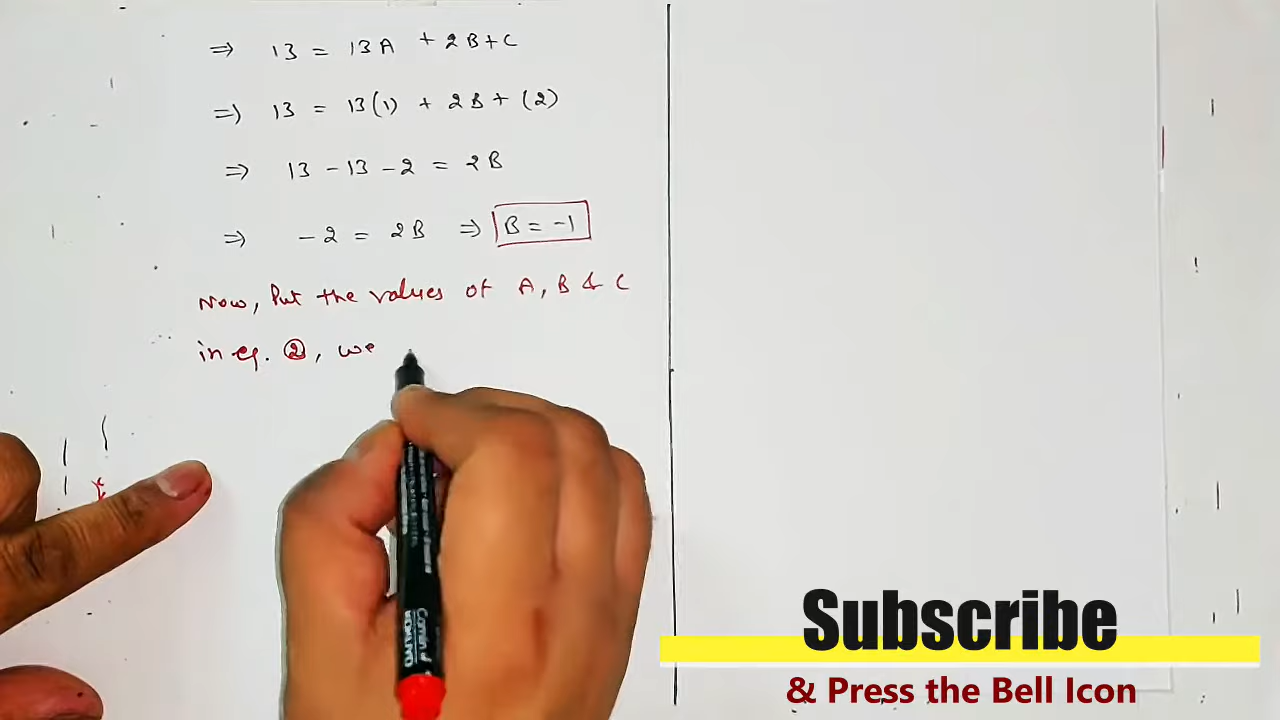 ⇒ 13 = 13A + 2B+C
⇒ 13 = 13(1) + 2B + (2)
⇒ 13 - 13 - 2 = 2B
⇒ -2 = 2B ⇒ B = -1
Now, Put the values of A, B & C
in eq. ②, we
Subscribe
& Press the Bell Icon